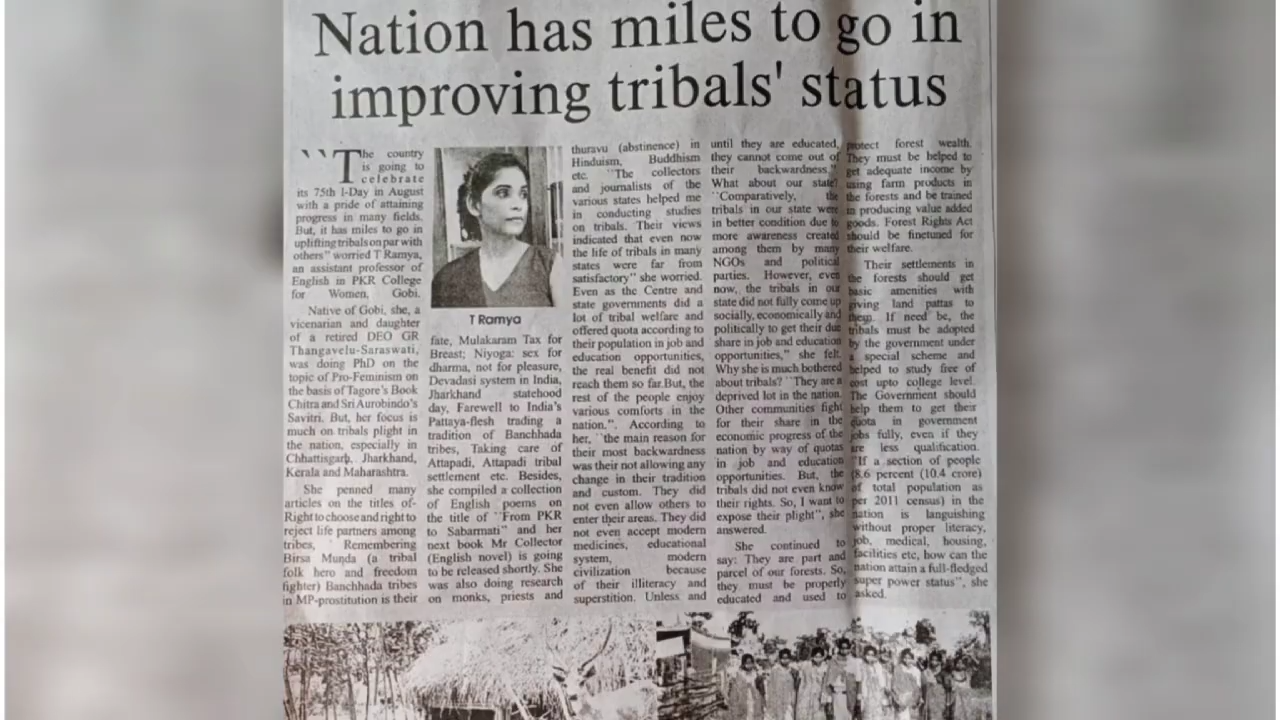 Nation has miles to go in
improving tribals' status
``The country
is going to
celebrate
its 75th I-Day in August
with a pride of attaining
progress in many fields.
But, it has miles to go in
uplifting tribals on par with
others" worried T Ramya,
an assistant professor of
English in PKR College
for Women, Gobi.
Native of Gobi, she, a
vicenarian and daughter
of a retired DEO GR
Thangavelu-Saraswati,
was doing PhD on the
topic of Pro-Feminism on
the basis of Tagore's Book
Chitra and Sri Aurobindo's
Savitri. But, her focus is
much on tribals plight in
the nation, especially in
Chhattisgarh, Jharkhand,
Kerala and Maharashtra.
She penned many
articles on the titles of-
Right to choose and right to
reject life partners among
tribes, Remembering
Birsa Munda (a tribal
folk hero and freedom
fighter) Banchhada tribes
in MP-prostitution is their
T Ramya
fate, Mulakaram Tax for
Breast; Niyoga: sex for
dharma, not for pleasure,
Devadasi system in India,
Jharkhand statehood
day, Farewell to India's
Pattaya-flesh trading a
tradition of Banchhada
tribes, Taking care of
Attapadi, Attapadi tribal
settlement etc. Besides,
she compiled a collection
of English poems on
the title of ``From PKR
to Sabarmati" and her
next book Mr Collector
(English novel) is going
to be released shortly. She
was also doing research
on monks, priests and
thuravu (abstinence) in
Hinduism, Buddhism
etc. ``The collectors
and journalists of the
various states helped me
in conducting studies
on tribals. Their views
indicated that even now
the life of tribals in many
states were far from
satisfactory" she worried.
Even as the Centre and
state governments did a
lot of tribal welfare and
offered quota according to
their population in job and
education opportunities,
the real benefit did not
reach them so far.But, the
rest of the people enjoy
various comforts in the
nation.". According to
her, ``the main reason for
their most backwardness
was their not allowing any
change in their tradition
and custom. They did
not even allow others to
enter their areas. They did
not even accept modern
medicines, educational
system, modern
civilization because
of their illiteracy and
superstition. Unless and
until they are educated,
they cannot come out of
their backwardness."
What about our state?
``Comparatively, the
tribals in our state were
in better condition due to
more awareness created
among them by many
NGOs and political
parties. However, even
now, the tribals in our
state did not fully come up
socially, economically and
politically to get their due
share in job and education
opportunities," she felt.
Why she is much bothered
about tribals? ``They are a
deprived lot in the nation.
Other communities fight
for their share in the
economic progress of the
nation by way of quotas
in job and education
opportunities. But, the
tribals did not even know
their rights. So, I want to
expose their plight", she
answered.
She continued to
say: They are part and
parcel of our forests. So,
they must be properly
educated and used to
protect forest wealth.
They must be helped to
get adequate income by
using farm products in
the forests and be trained
in producing value added
goods. Forest Rights Act
should be finetuned for
their welfare.
Their settlements in
the forests should get
basic amenities with
giving land pattas to
them. If need be, the
tribals must be adopted
by the government under
a special scheme and
helped to study free of
cost upto college level.
The Government should
help them to get their
quota in government
jobs fully, even if they
are less qualification.
"If a section of people
(8.6 percent (10.4 crore)
of total population as
per 2011 census) in the
nation is languishing
without proper literacy,
job, medical, housing,
facilities etc, how can the
nation attain a full-fledged
super power status", she
asked.